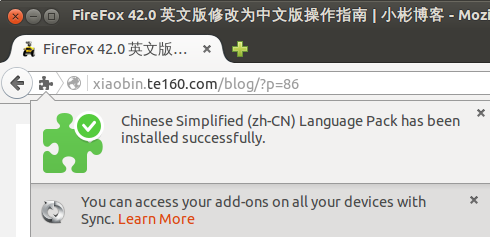 FireFox 42.0 英文版修改为中文版操作指南 | 小彬博客 - Mozi
FireFox 42.0 英文版...
xiaobin.te160.com/blog/?p=86
Chinese Simplified (zh-CN) Language Pack has been
installed successfully.
You can access your add-ons on all your devices with
Sync. Learn More